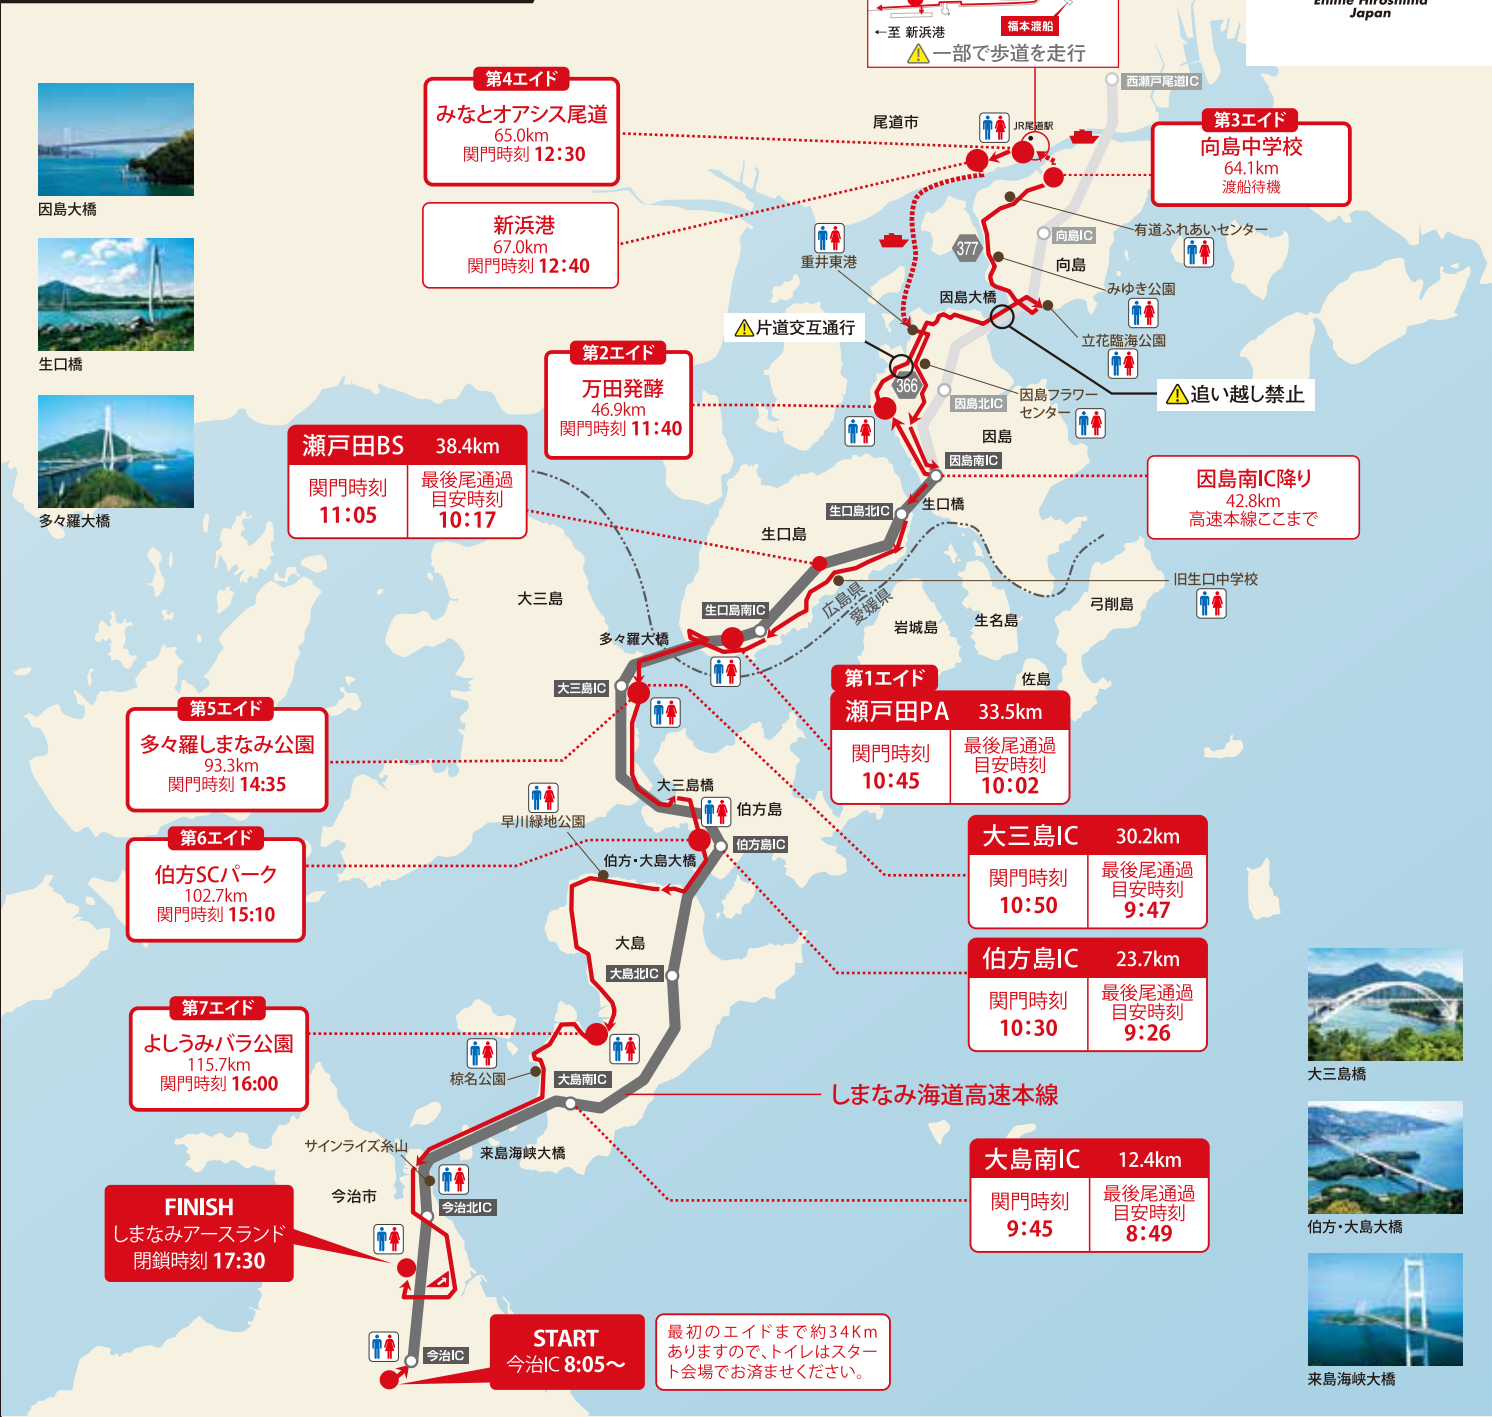 Ehime Hiroshima
Japan
←至 新浜港
福本渡船
⚠一部で歩道を走行
西瀬戸尾道IC
第4エイド
みなとオアシス尾道
65.0km
関門時刻 12:30
尾道市
JR尾道駅
第3エイド
向島中学校
64.1km
渡船待機
因島大橋
新浜港
67.0km
関門時刻 12:40
重井東港
377
向島IC
有道ふれあいセンター
向島
みゆき公園
因島大橋
立花臨海公園
生口橋
⚠片道交互通行
第2エイド
万田発酵
46.9km
関門時刻 11:40
366
因島北IC
因島フラワー
センター
⚠追い越し禁止
因島
因島南IC
因島南IC降り
42.8km
高速本線ここまで
多々羅大橋
瀬戸田BS 38.4km
関門時刻
11:05
最後尾通過
目安時刻
10:17
生口島北IC
生口橋
生口島
旧生口中学校
大三島
生口島南IC
広島県
愛媛県
岩城島
生名島
弓削島
多々羅大橋
佐島
大三島IC
第1エイド
瀬戸田PA 33.5km
関門時刻
10:45
最後尾通過
目安時刻
10:02
第5エイド
多々羅しまなみ公園
93.3km
関門時刻 14:35
大三島橋
早川緑地公園
伯方島
伯方島IC
伯方・大島大橋
大三島IC 30.2km
関門時刻
10:50
最後尾通過
目安時刻
9:47
第6エイド
伯方SCパーク
102.7km
関門時刻 15:10
大島
大島北IC
伯方島IC 23.7km
関門時刻
10:30
最後尾通過
目安時刻
9:26
第7エイド
よしうみバラ公園
115.7km
関門時刻 16:00
椋名公園
大島南IC
しまなみ海道高速本線
大三島橋
サインライズ糸山
来島海峡大橋
大島南IC 12.4km
関門時刻
9:45
最後尾通過
目安時刻
8:49
今治市
今治北IC
FINISH
しまなみアースランド
閉鎖時刻 17:30
伯方・大島大橋
今治IC
START
今治IC 8:05～
最初のエイドまで約34Km
ありますので、トイレはスター
ト会場でお済ませください。
来島海峡大橋